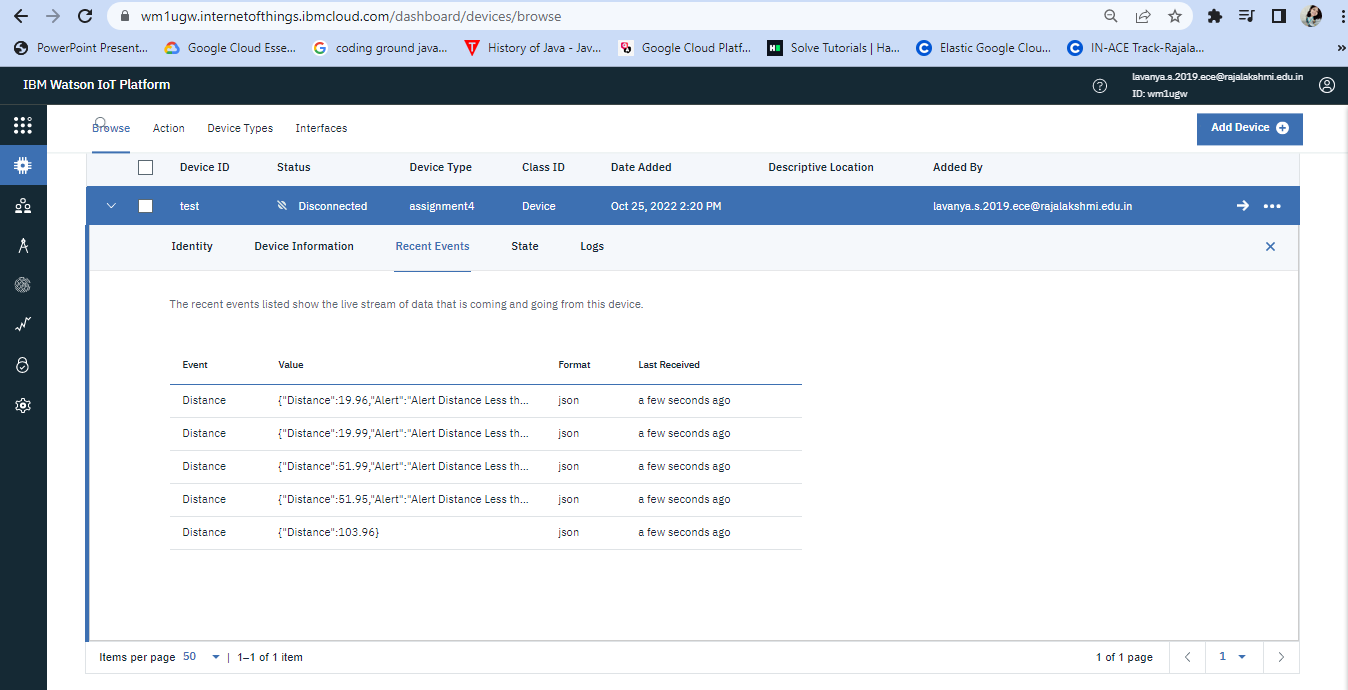 wm1ugw.internetofthings.ibmcloud.com/dashboard/devices/browse
PowerPoint Present... Google Cloud Esse... coding ground java... History of Java - Jav... Google Cloud Platf... Solve Tutorials | Ha... Elastic Google Clou... IN-ACE Track-Rajala... »
IBM Watson IoT Platform
lavanya.s.2019.ece@rajalakshmi.edu.in
ID: wm1ugw
Browse Action Device Types Interfaces Add Device
Device ID Status Device Type Class ID Date Added Descriptive Location Added By
test Disconnected assignment4 Device Oct 25, 2022 2:20 PM lavanya.s.2019.ece@rajalakshmi.edu.in
Identity Device Information Recent Events State Logs
The recent events listed show the live stream of data that is coming and going from this device.
Event Value Format Last Received
Distance {"Distance":19.96,"Alert":"Alert Distance Less th... json a few seconds ago
Distance {"Distance":19.99,"Alert":"Alert Distance Less th... json a few seconds ago
Distance {"Distance":51.99,"Alert":"Alert Distance Less th... json a few seconds ago
Distance {"Distance":51.95,"Alert":"Alert Distance Less th... json a few seconds ago
Distance {"Distance":103.96} json a few seconds ago
Items per page 50 | 1–1 of 1 item 1 of 1 page 1